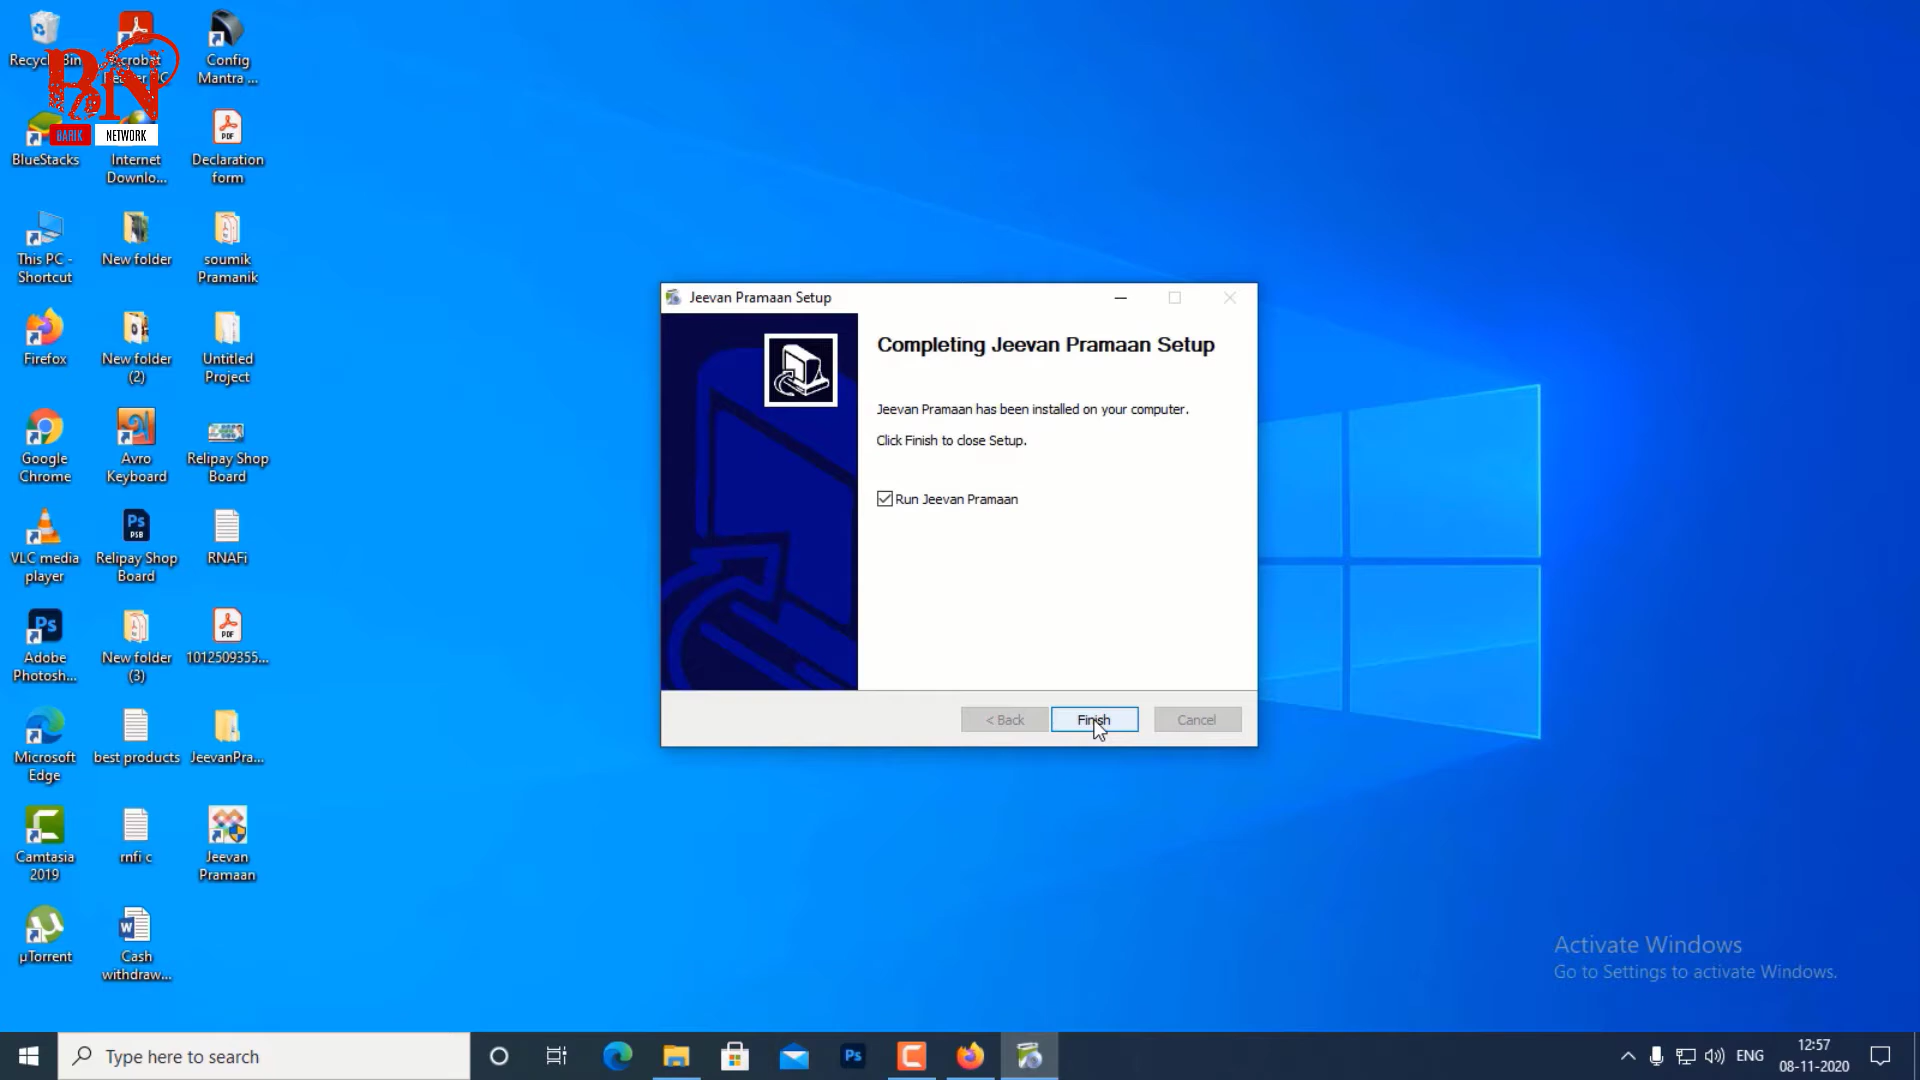 Recycle Bin
Acrobat
Reader DC
Config
Mantra ...
BN
BARIK NETWORK
BlueStacks
Internet
Downlo...
Declaration
form
This PC -
Shortcut
New folder
soumik
Pramanik
Firefox
New folder
(2)
Untitled
Project
Google
Chrome
Avro
Keyboard
Relipay Shop
Board
VLC media
player
Relipay Shop
Board
RNAFi
Adobe
Photosh...
New folder
(3)
1012509355...
Microsoft
Edge
best products
JeevanPra...
Camtasia
2019
rnfi c
Jeevan
Pramaan
µTorrent
Cash
withdraw...
Jeevan Pramaan Setup
Completing Jeevan Pramaan Setup
Jeevan Pramaan has been installed on your computer.
Click Finish to close Setup.
Run Jeevan Pramaan
< Back
Finish
Cancel
Activate Windows
Go to Settings to activate Windows.
Type here to search
ENG
12:57
08-11-2020